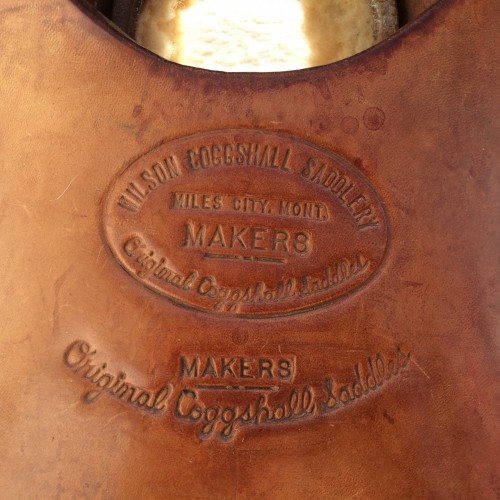 WILSON COGGSHALL SADDLERY
MILES CITY, MONT.
MAKERS
Original Coggshall Saddles
MAKERS
Original Coggshall Saddles